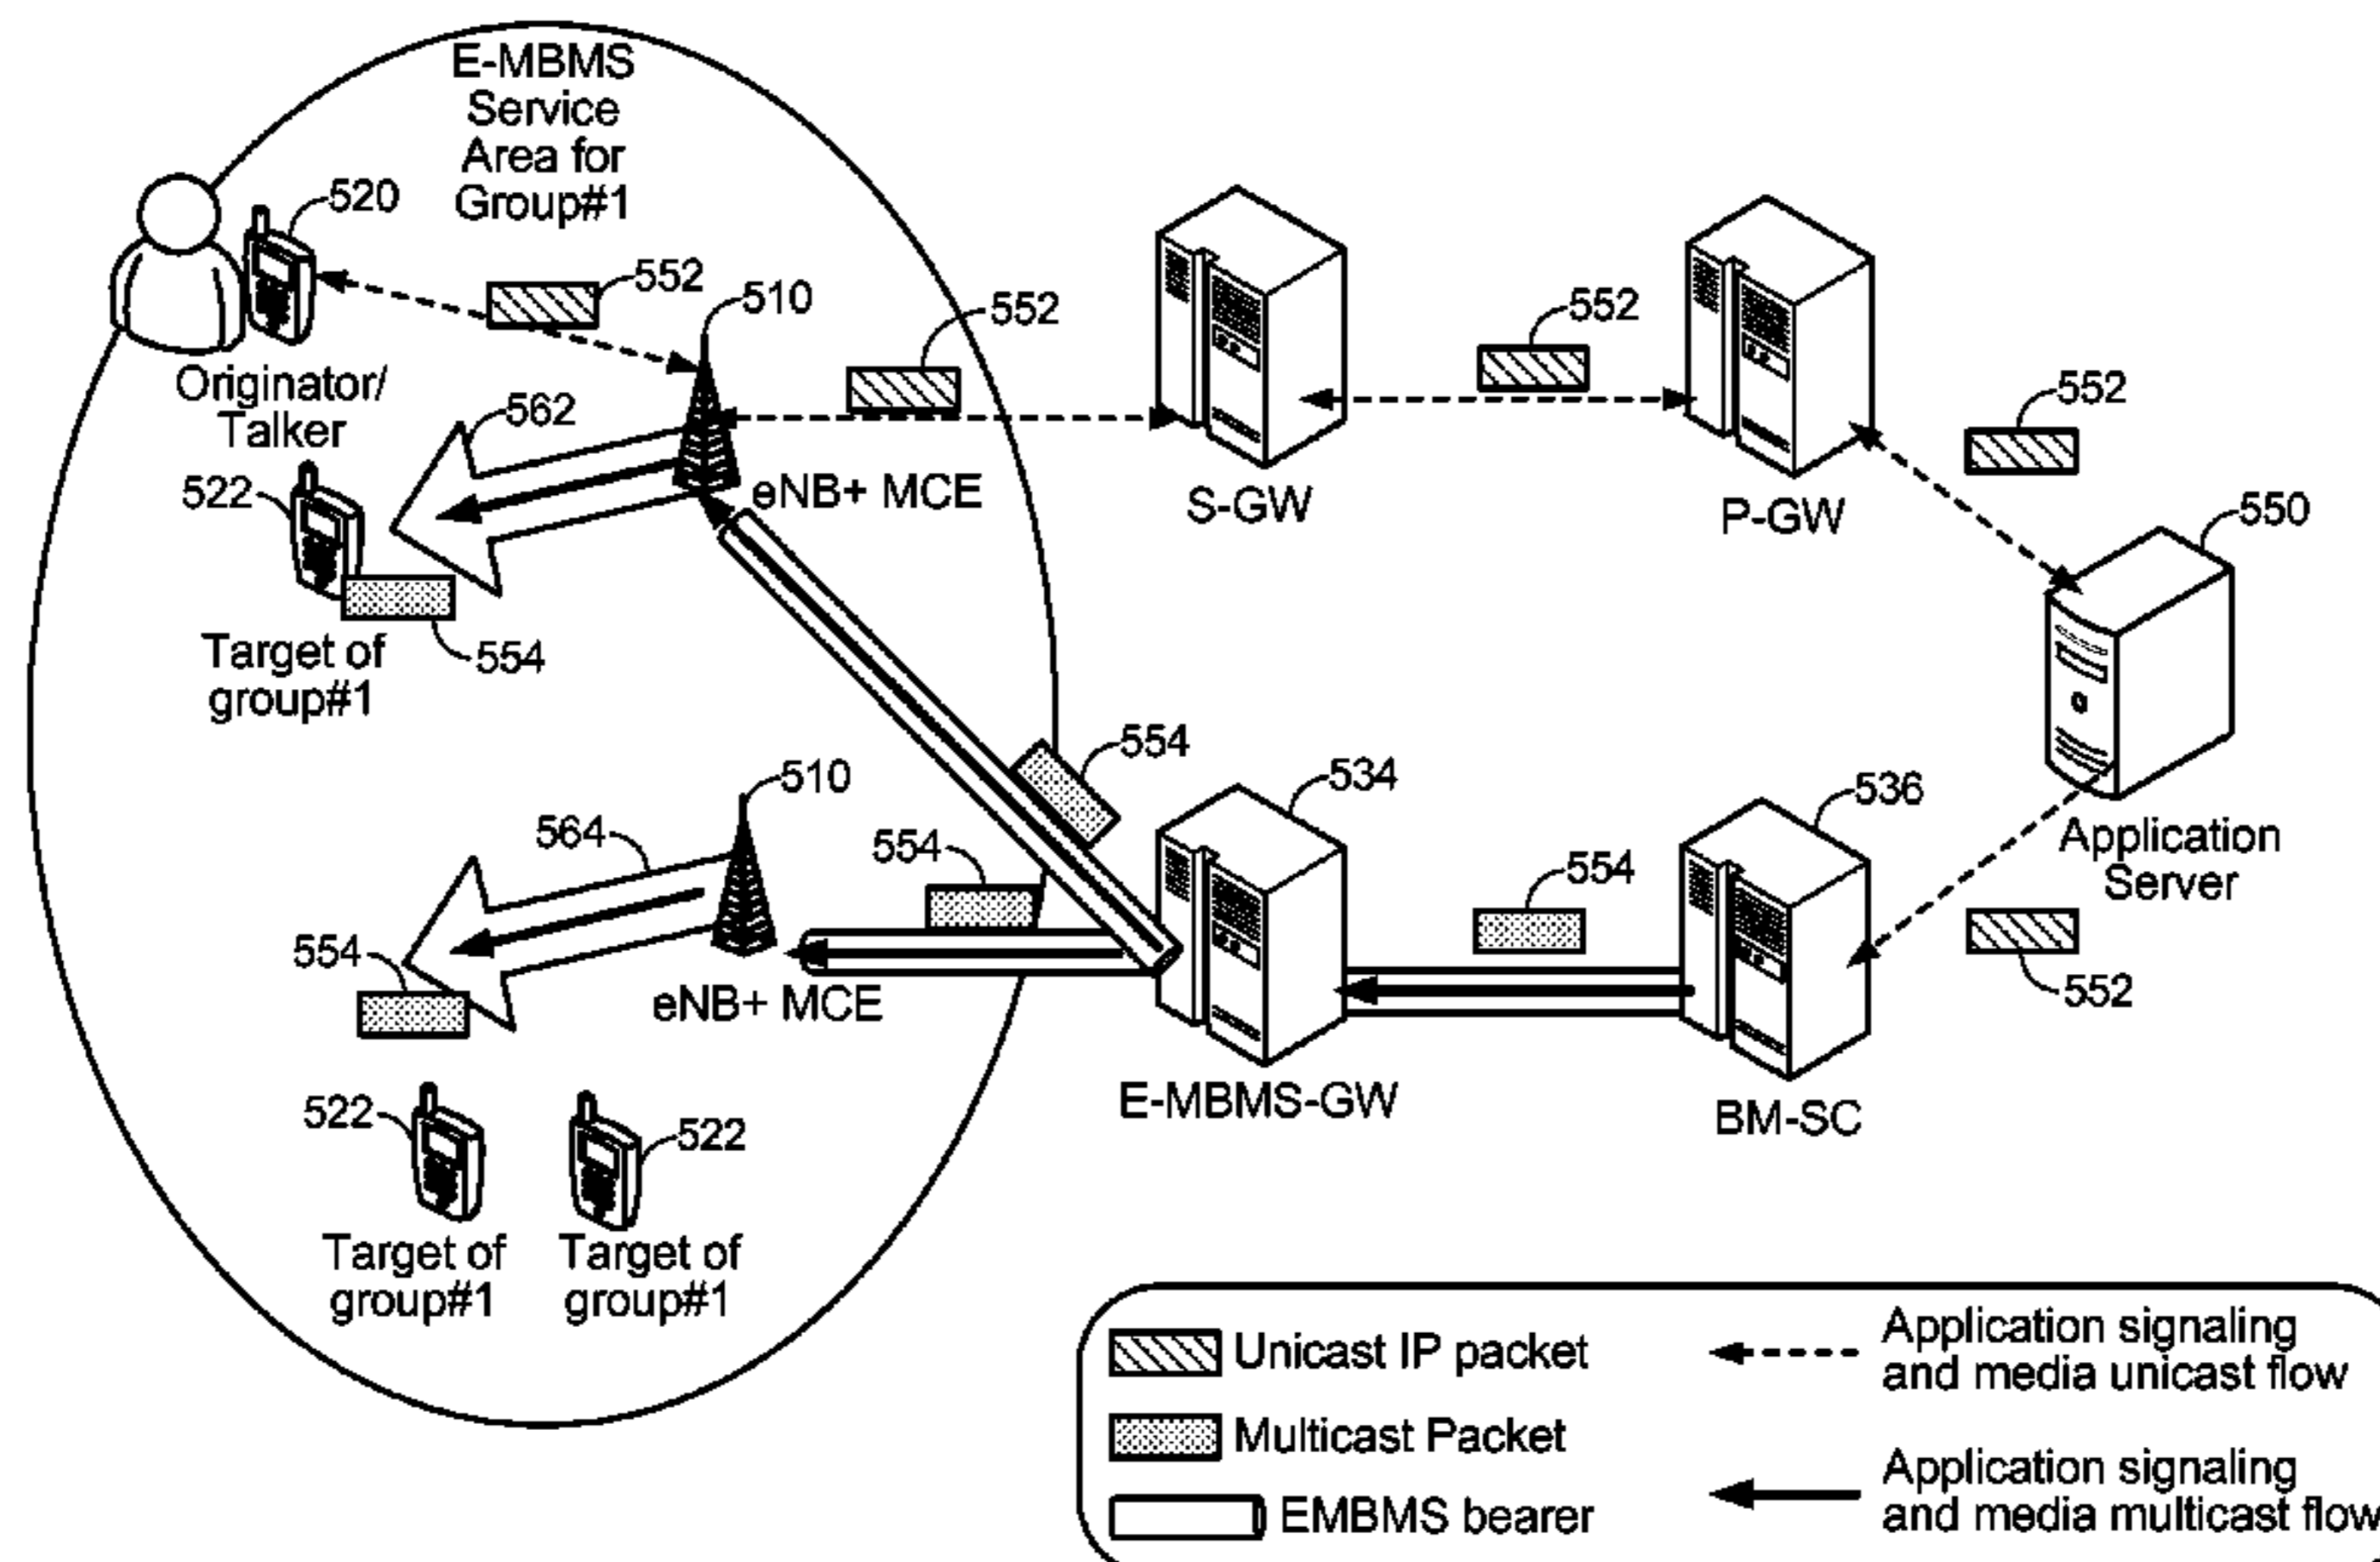 E-MBMS
Service
Area for
Group#1
520
552
510
552
552
552
Originator/
Talker
562
522
eNB+ MCE
S-GW
P-GW
550
554
Target of
group#1
510
554
534
536
564
554
554
Application
Server
554
eNB+ MCE
552
E-MBMS-GW
BM-SC
522
522
Target of
group#1
Target of
group#1
Unicast IP packet
Multicast Packet
EMBMS bearer
Application signaling
and media unicast flow
Application signaling
and media multicast flow